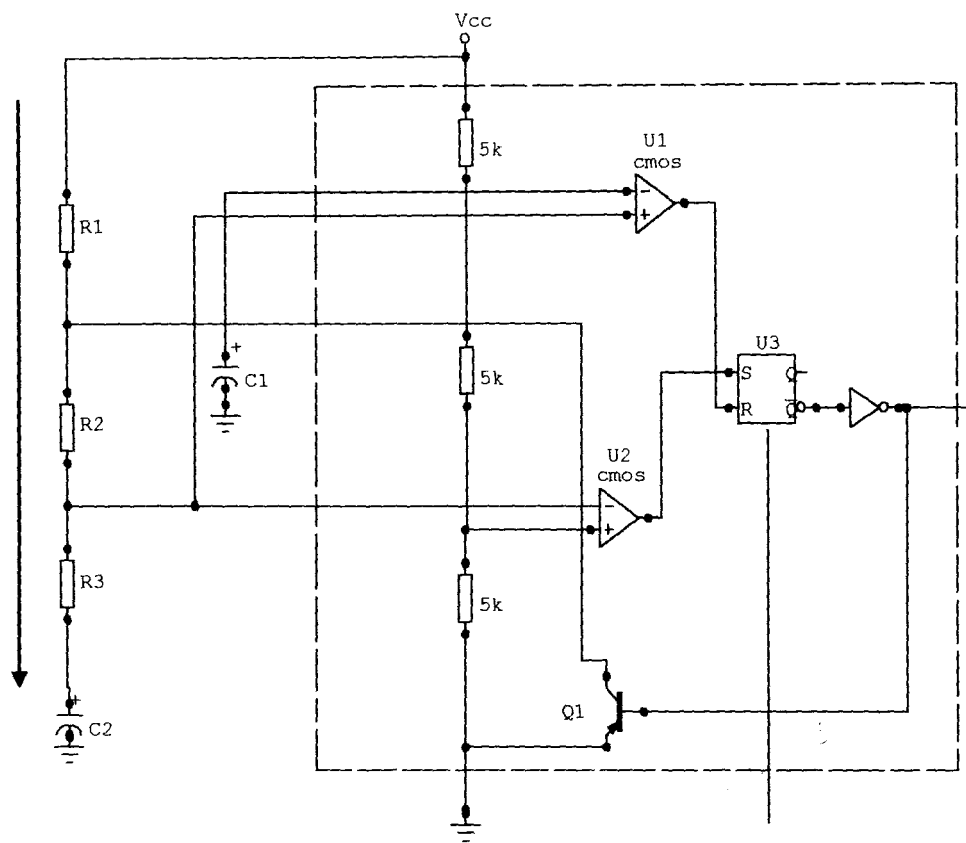 Vcc
5k
U1
cmos
-
+
R1
U3
+
C1
5k
S
Q
R2
R
Q
U2
cmos
-
+
R3
5k
Q1
+
C2